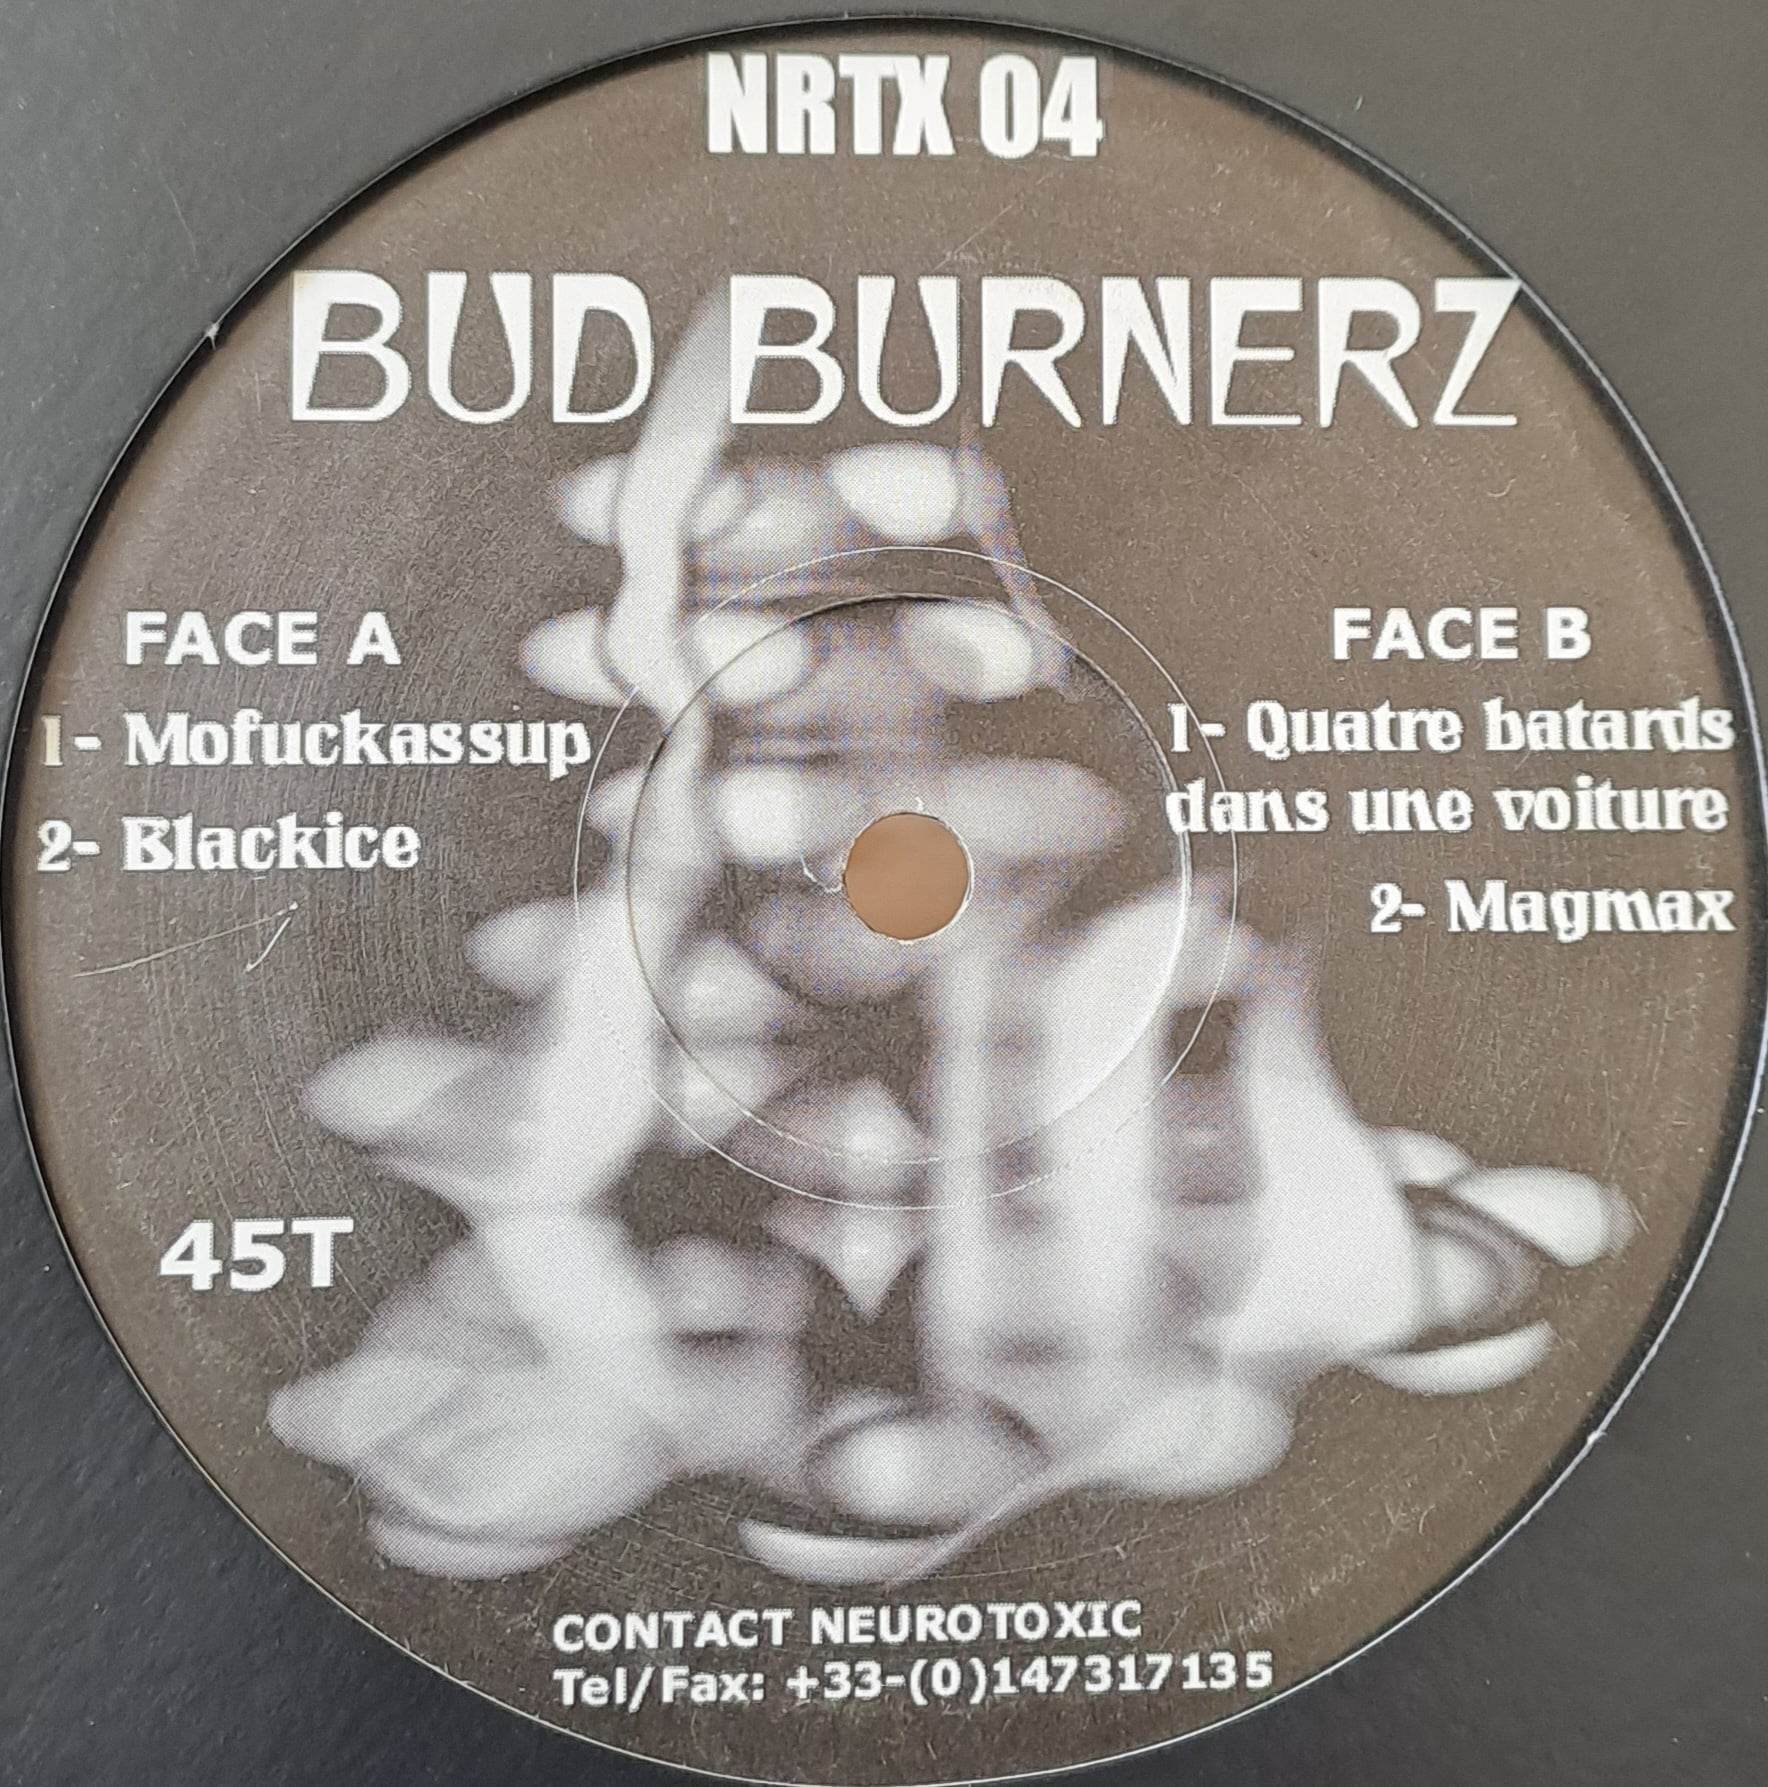 NRTX 04
BUD BURNERZ
FACE A
1- Mofuckassup
2- Blackice
FACE B
1- Quatre batards
dans une voiture
2- Magmax
45T
CONTACT NEUROTOXIC
Tel/Fax: +33-(0)147317135